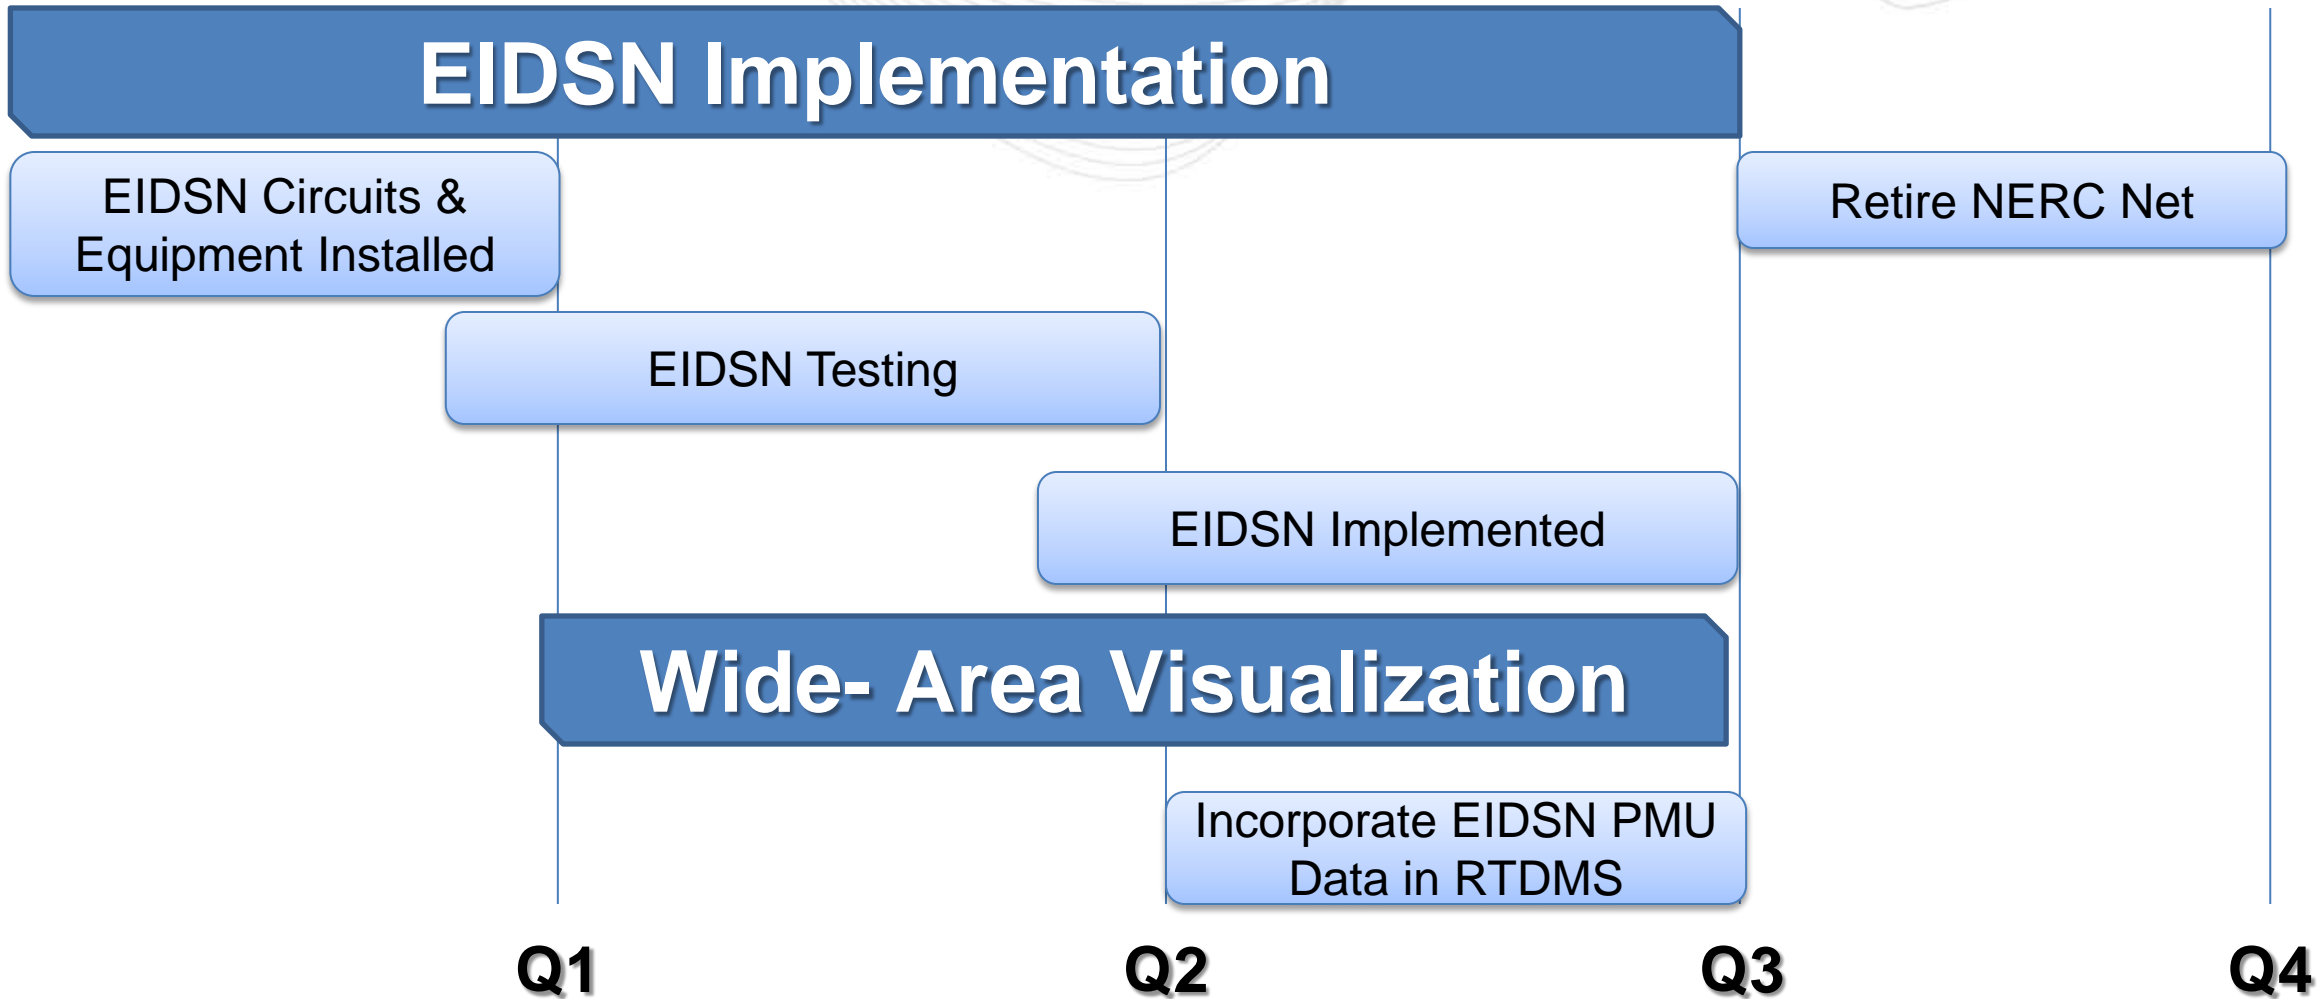 EIDSN Implementation
EIDSN Circuits &
Equipment Installed
Retire NERC Net
EIDSN Testing
EIDSN Implemented
Wide- Area Visualization
Incorporate EIDSN PMU
Data in RTDMS
Q1
Q2
Q3
Q4